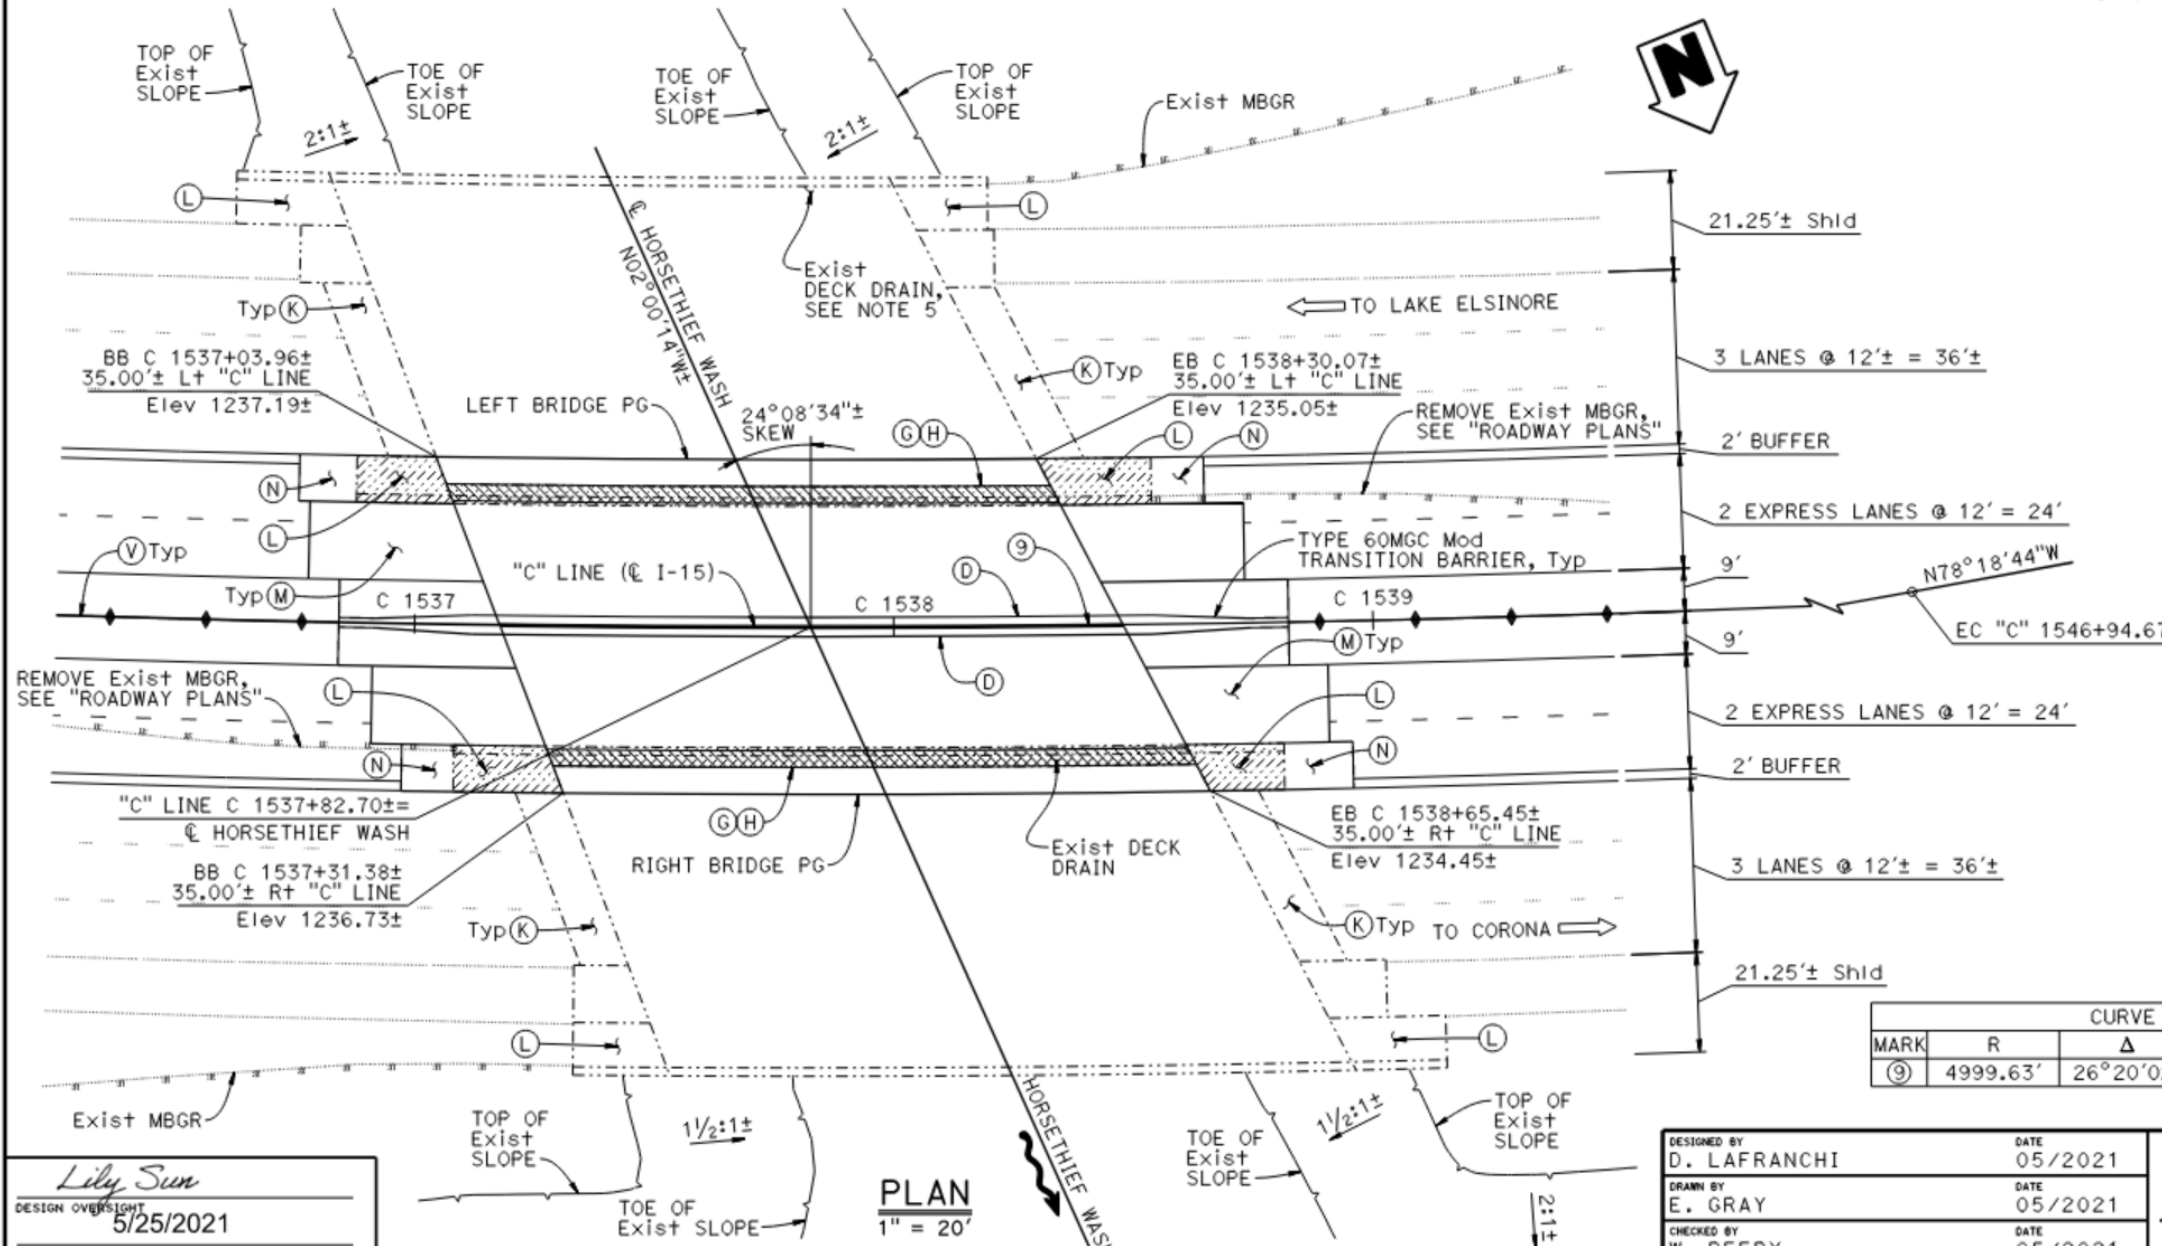 TOP OF
Exist
SLOPE
TOE OF
Exist
SLOPE
TOE OF
Exist
SLOPE
TOP OF
Exist
SLOPE
Exist MBGR
N
2:1±
2:1±
L
L
21.25'± Shld
℄ HORSETHIEF WASH
N02°00'14"W±
Exist
DECK DRAIN,
SEE NOTE 5
TO LAKE ELSINORE
Typ K
BB C 1537+03.96±
35.00'± Lt "C" LINE
Elev 1237.19±
K Typ
EB C 1538+30.07±
35.00'± Lt "C" LINE
Elev 1235.05±
3 LANES @ 12'± = 36'±
LEFT BRIDGE PG
24°08'34"±
SKEW
G H
L
N
REMOVE Exist MBGR,
SEE "ROADWAY PLANS"
2' BUFFER
N
L
2 EXPRESS LANES @ 12' = 24'
V Typ
"C" LINE (℄ I-15)
9
D
TYPE 60MGC Mod
TRANSITION BARRIER, Typ
9'
N78°18'44"W
Typ M
C 1537
C 1538
C 1539
M Typ
9'
EC "C" 1546+94.67
REMOVE Exist MBGR,
SEE "ROADWAY PLANS"
L
D
L
2 EXPRESS LANES @ 12' = 24'
N
N
2' BUFFER
"C" LINE C 1537+82.70±=
℄ HORSETHIEF WASH
G H
RIGHT BRIDGE PG
Exist DECK
DRAIN
EB C 1538+65.45±
35.00'± Rt "C" LINE
Elev 1234.45±
BB C 1537+31.38±
35.00'± Rt "C" LINE
Elev 1236.73±
3 LANES @ 12'± = 36'±
Typ K
K Typ
TO CORONA
21.25'± Shld
L
L
CURVE
MARK R Δ
9 4999.63' 26°20'0
Exist MBGR
TOP OF
Exist
SLOPE
1½:1±
TOE OF
Exist SLOPE
HORSETHIEF WAS
TOE OF
Exist
SLOPE
1½:1±
TOP OF
Exist
SLOPE
2:1±
PLAN
1" = 20'
Lily Sun
DESIGN OVERSIGHT
5/25/2021
DESIGNED BY DATE
D. LAFRANCHI 05/2021
DRAWN BY DATE
E. GRAY 05/2021
CHECKED BY DATE